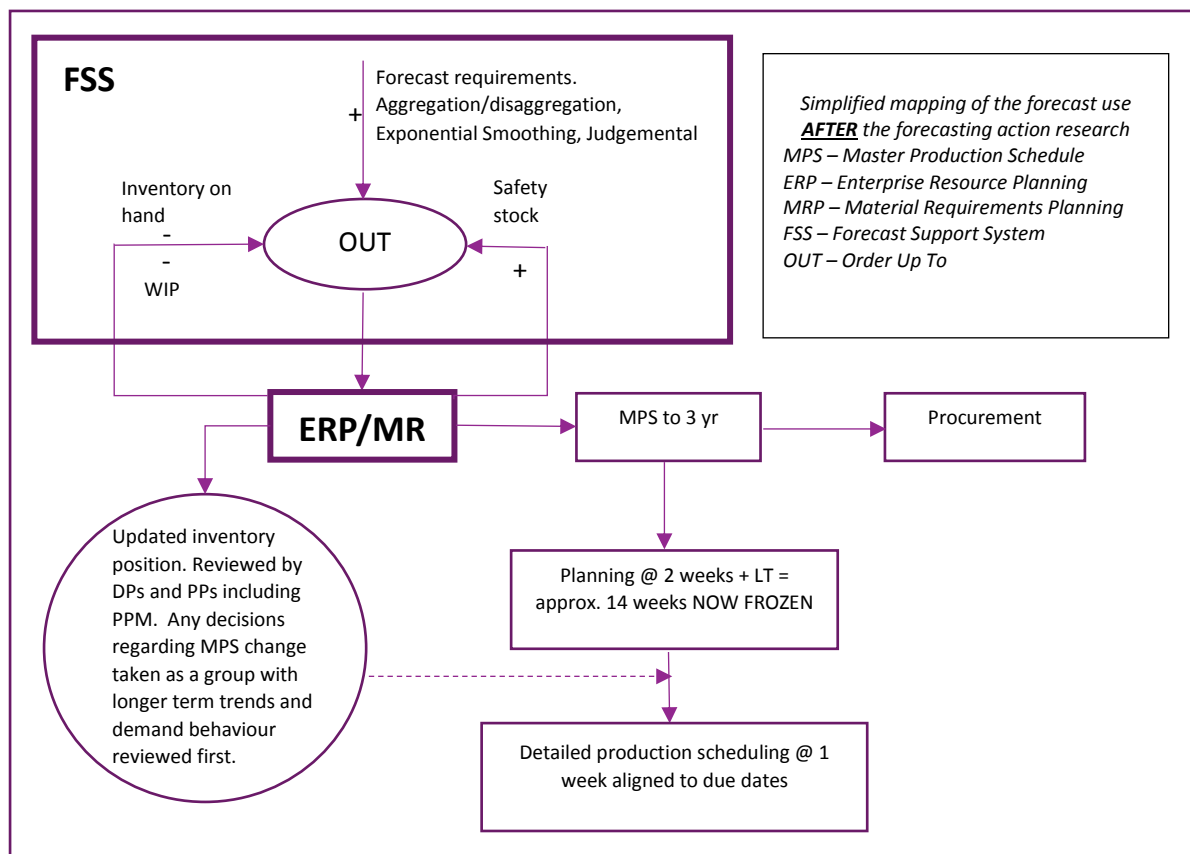 FSS
Forecast requirements.
Aggregation/disaggregation,
Exponential Smoothing, Judgemental
+
Inventory on
hand
-
-
WIP
OUT
Safety
stock
+
Simplified mapping of the forecast use
AFTER the forecasting action research
MPS – Master Production Schedule
ERP – Enterprise Resource Planning
MRP – Material Requirements Planning
FSS – Forecast Support System
OUT – Order Up To
ERP/MR
MPS to 3 yr
Procurement
Updated inventory
position. Reviewed by
DPs and PPs including
PPM. Any decisions
regarding MPS change
taken as a group with
longer term trends and
demand behaviour
reviewed first.
Planning @ 2 weeks + LT =
approx. 14 weeks NOW FROZEN
Detailed production scheduling @ 1
week aligned to due dates